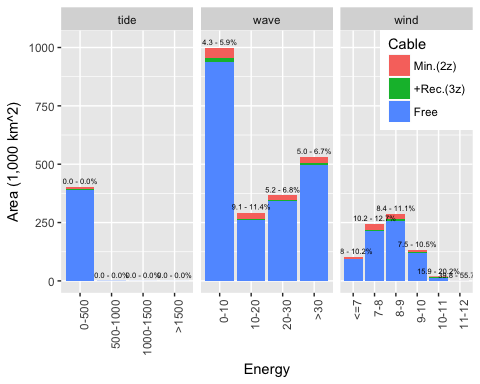 tide
wave
wind
Cable
Min.(2z)
+Rec.(3z)
Free
Area (1,000 km^2)
1000
750
500
250
0
0.0 - 0.0%
0.0 - 0.0%
0.0 - 0.0%
0.0 - 0.0%
4.3 - 5.9%
9.1 - 11.4%
5.2 - 6.8%
5.0 - 6.7%
8 - 10.2%
10.2 - 12.7%
8.4 - 11.1%
7.5 - 10.5%
15.9 - 20.2%
0-500
500-1000
1000-1500
>1500
0-10
10-20
20-30
>30
<=7
7-8
8-9
9-10
10-11
11-12
Energy